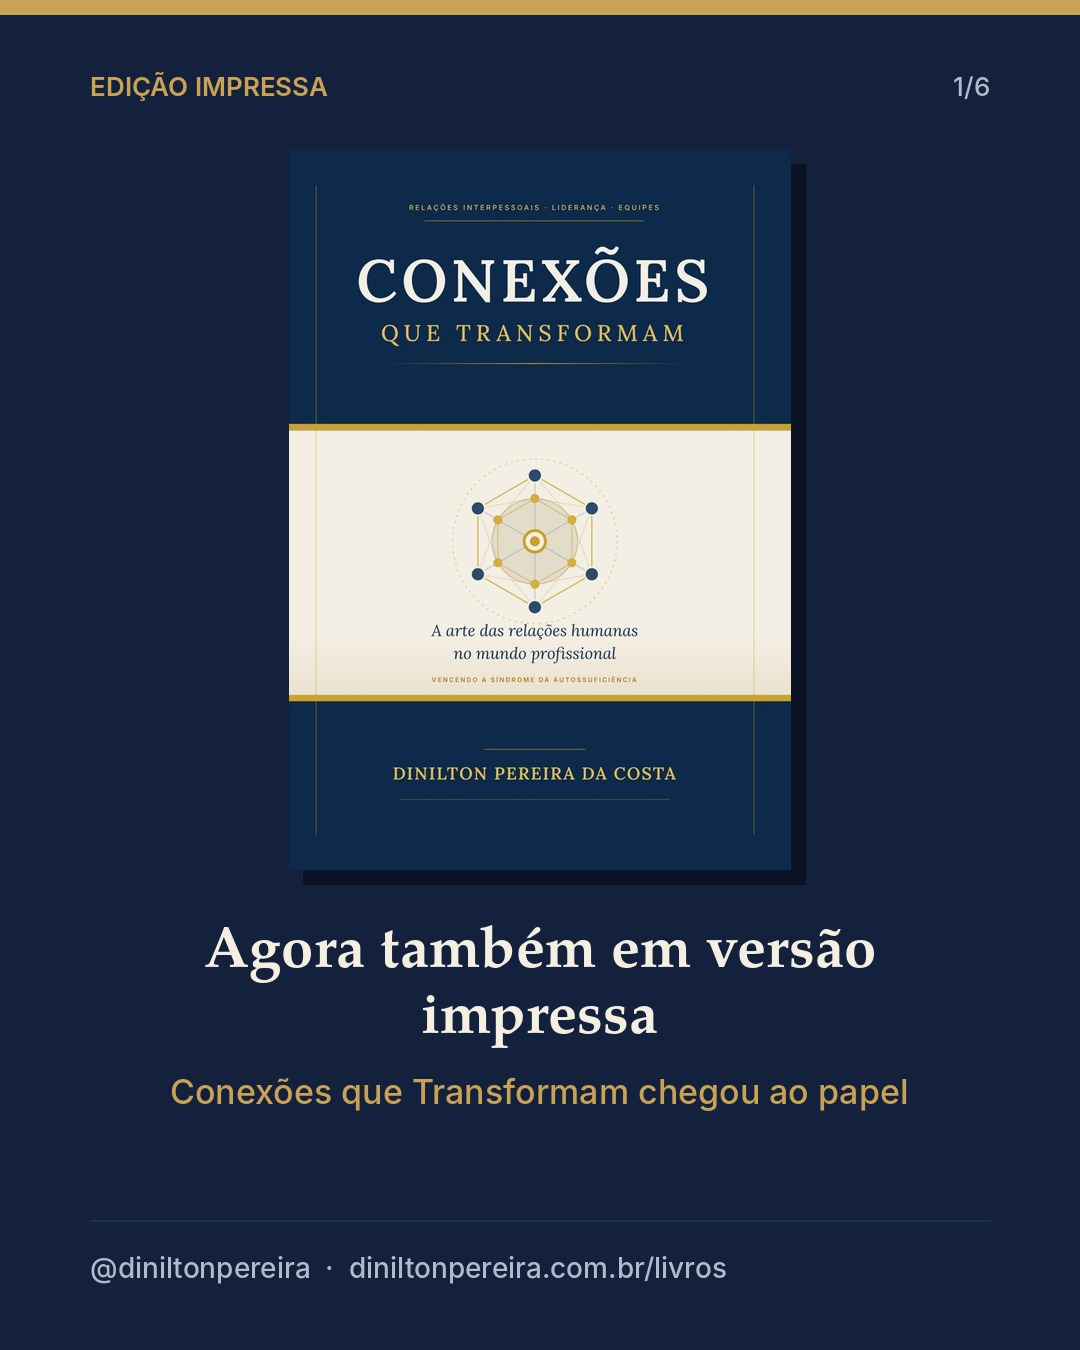 EDIÇÃO IMPRESSA
1/6
RELAÇÕES INTERPESSOAIS · LIDERANÇA · EQUIPES
CONEXÕES
QUE TRANSFORMAM
A arte das relações humanas
no mundo profissional
VENCENDO A SÍNDROME DA AUTOSSUFICIÊNCIA
DINILTON PEREIRA DA COSTA
Agora também em versão
impressa
Conexões que Transformam chegou ao papel
@diniltonpereira · diniltonpereira.com.br/livros